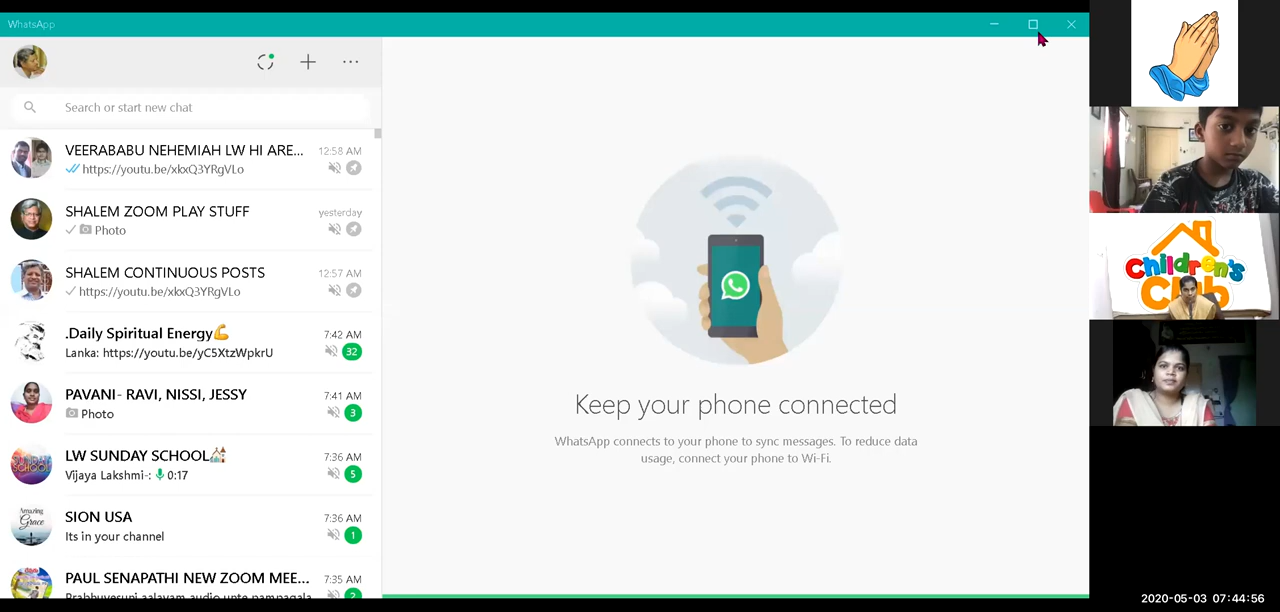 WhatsApp
Search or start new chat
VEERABABU NEHEMIAH LW HI ARE... 12:58 AM
https://youtu.be/xkxQ3YRgVLo
SHALEM ZOOM PLAY STUFF yesterday
Photo
SHALEM CONTINUOUS POSTS 12:57 AM
https://youtu.be/xkxQ3YRgVLo
.Daily Spiritual Energy💪 7:42 AM
Lanka: https://youtu.be/yC5XtzWpkrU 32
PAVANI- RAVI, NISSI, JESSY 7:41 AM
Photo 3
LW SUNDAY SCHOOL 7:36 AM
Vijaya Lakshmi-: 0:17 5
SION USA 7:36 AM
Its in your channel 1
PAUL SENAPATHI NEW ZOOM MEE... 7:35 AM
Keep your phone connected
WhatsApp connects to your phone to sync messages. To reduce data
usage, connect your phone to Wi-Fi.
Amazing
Grace
Children's
Club
2020-05-03 07:44:56